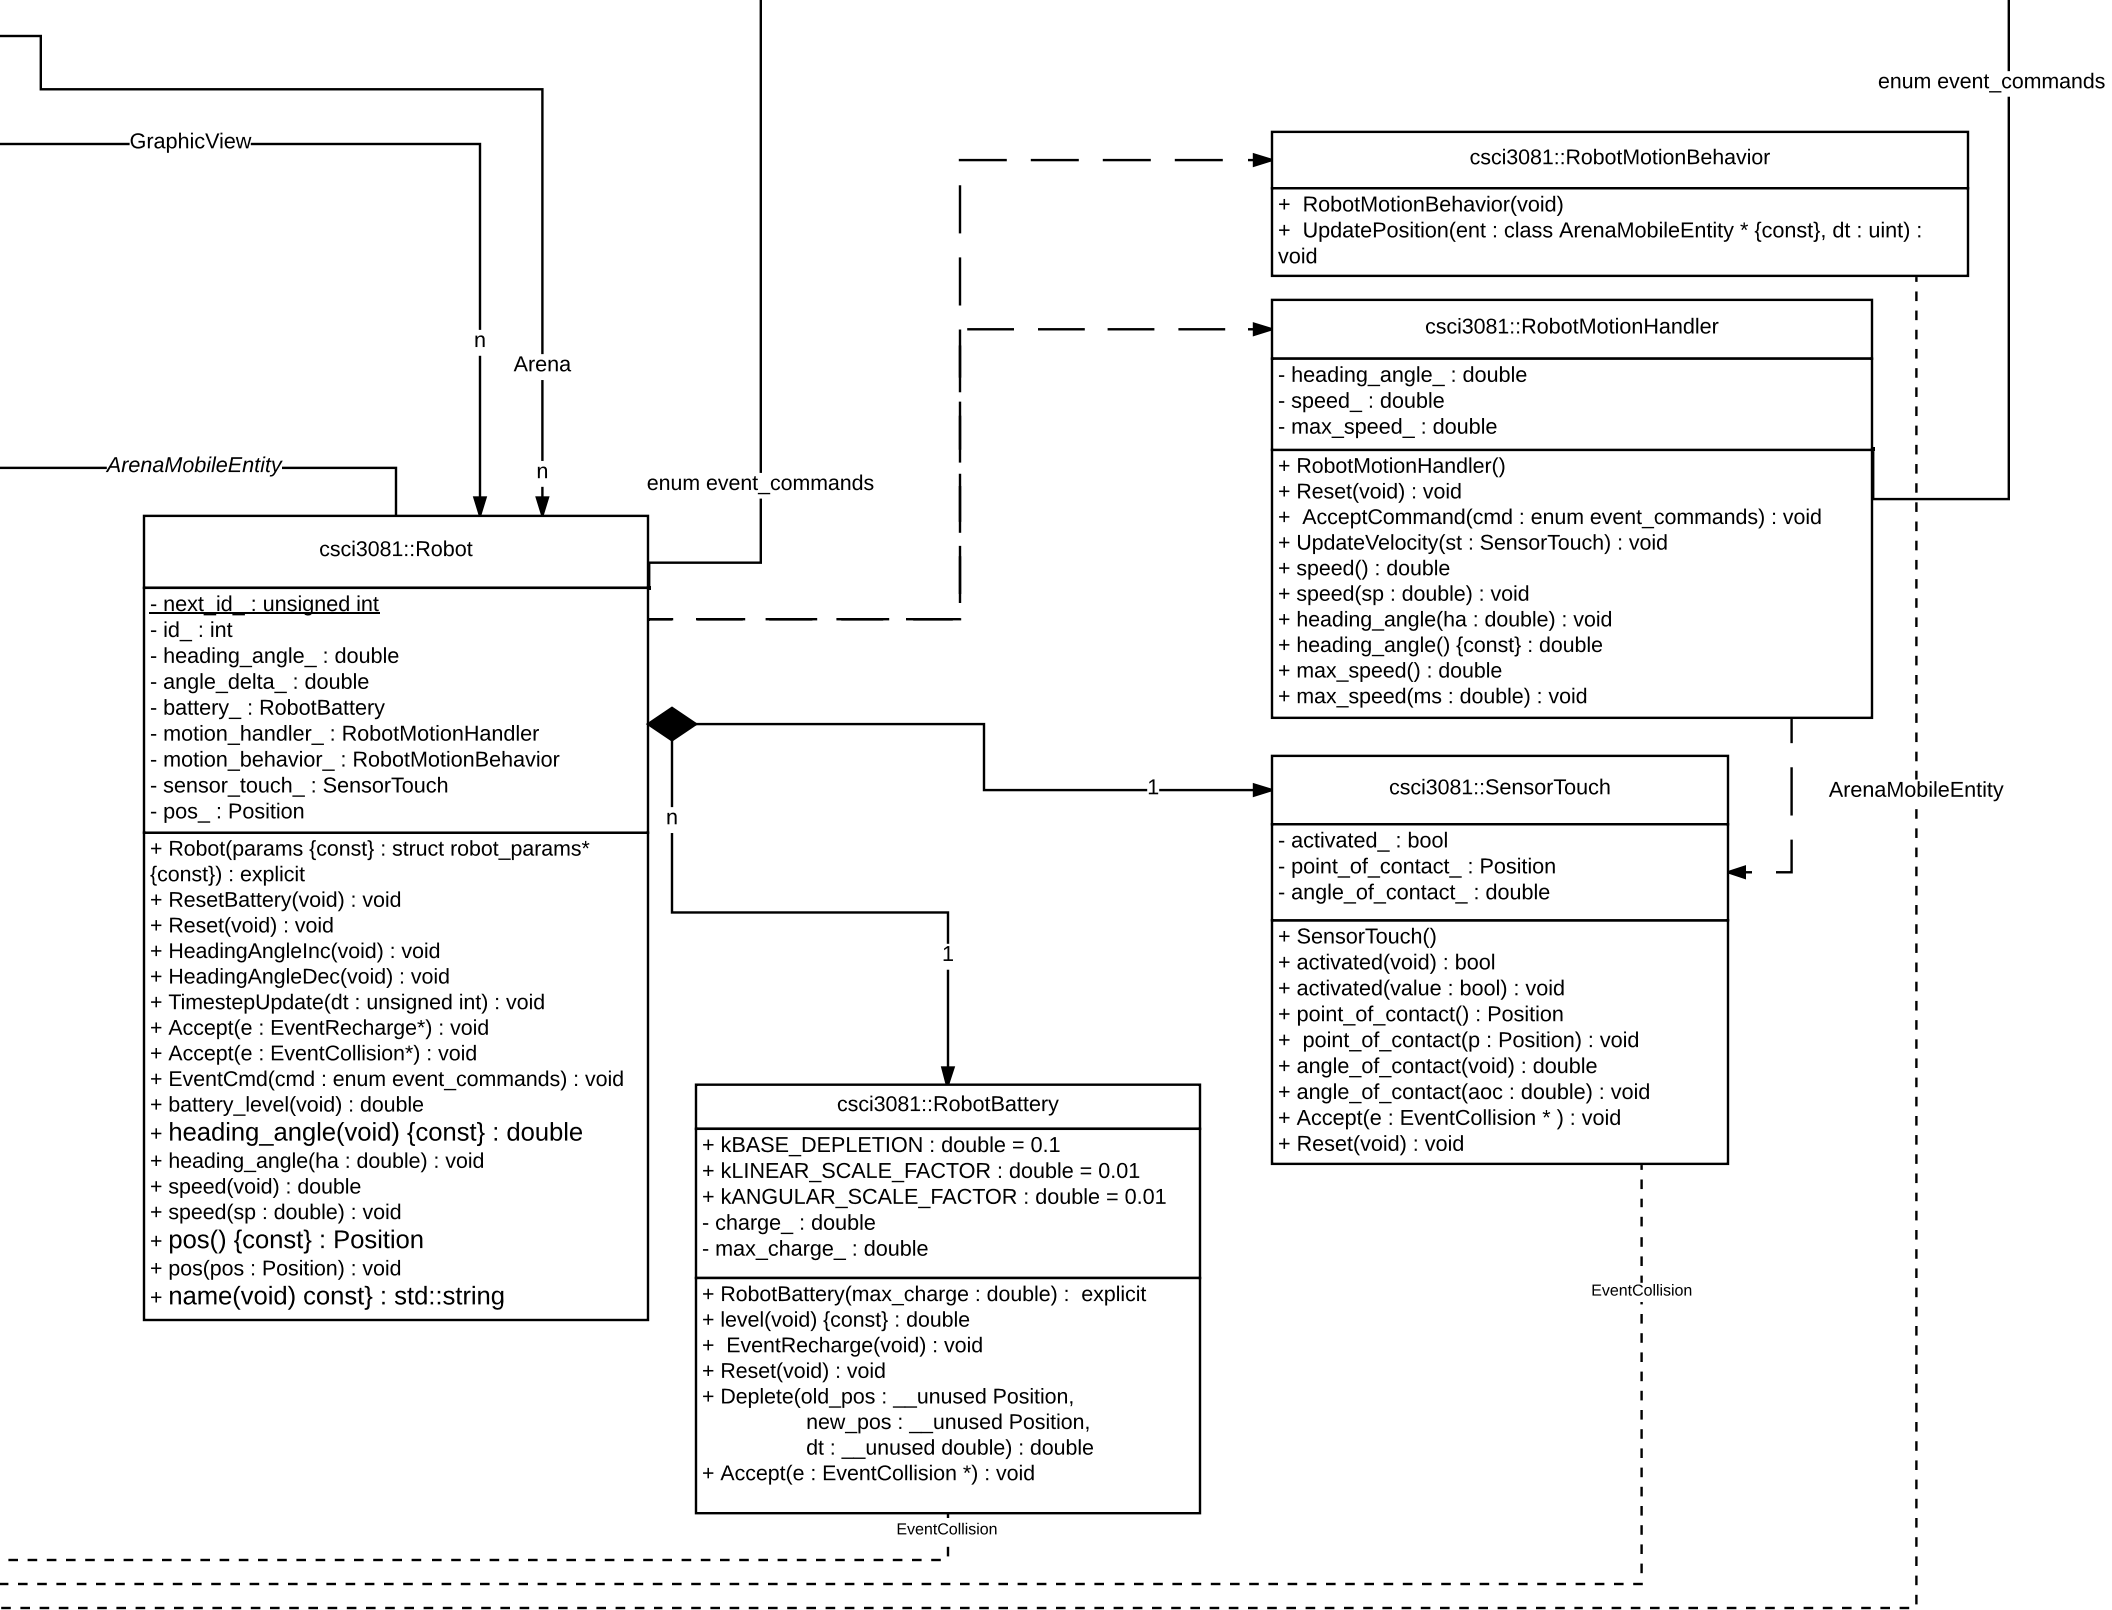 enum event_commands
GraphicView
n
Arena
n
ArenaMobileEntity
enum event_commands
csci3081::RobotMotionBehavior
+  RobotMotionBehavior(void)
+  UpdatePosition(ent : class ArenaMobileEntity * {const}, dt : uint) :
void
csci3081::RobotMotionHandler
- heading_angle_ : double
- speed_ : double
- max_speed_ : double
+ RobotMotionHandler()
+ Reset(void) : void
+  AcceptCommand(cmd : enum event_commands) : void
+ UpdateVelocity(st : SensorTouch) : void
+ speed() : double
+ speed(sp : double) : void
+ heading_angle(ha : double) : void
+ heading_angle() {const} : double
+ max_speed() : double
+ max_speed(ms : double) : void
csci3081::Robot
- next_id_ : unsigned int
- id_ : int
- heading_angle_ : double
- angle_delta_ : double
- battery_ : RobotBattery
- motion_handler_ : RobotMotionHandler
- motion_behavior_ : RobotMotionBehavior
- sensor_touch_ : SensorTouch
- pos_ : Position
+ Robot(params {const} : struct robot_params*
{const}) : explicit
+ ResetBattery(void) : void
+ Reset(void) : void
+ HeadingAngleInc(void) : void
+ HeadingAngleDec(void) : void
+ TimestepUpdate(dt : unsigned int) : void
+ Accept(e : EventRecharge*) : void
+ Accept(e : EventCollision*) : void
+ EventCmd(cmd : enum event_commands) : void
+ battery_level(void) : double
+ heading_angle(void) {const} : double
+ heading_angle(ha : double) : void
+ speed(void) : double
+ speed(sp : double) : void
+ pos() {const} : Position
+ pos(pos : Position) : void
+ name(void) const} : std::string
1
n
1
ArenaMobileEntity
csci3081::SensorTouch
- activated_ : bool
- point_of_contact_ : Position
- angle_of_contact_ : double
+ SensorTouch()
+ activated(void) : bool
+ activated(value : bool) : void
+ point_of_contact() : Position
+  point_of_contact(p : Position) : void
+ angle_of_contact(void) : double
+ angle_of_contact(aoc : double) : void
+ Accept(e : EventCollision * ) : void
+ Reset(void) : void
csci3081::RobotBattery
+ kBASE_DEPLETION : double = 0.1
+ kLINEAR_SCALE_FACTOR : double = 0.01
+ kANGULAR_SCALE_FACTOR : double = 0.01
- charge_ : double
- max_charge_ : double
+ RobotBattery(max_charge : double) :  explicit
+ level(void) {const} : double
+  EventRecharge(void) : void
+ Reset(void) : void
+ Deplete(old_pos : __unused Position,
new_pos : __unused Position,
dt : __unused double) : double
+ Accept(e : EventCollision *) : void
EventCollision
EventCollision